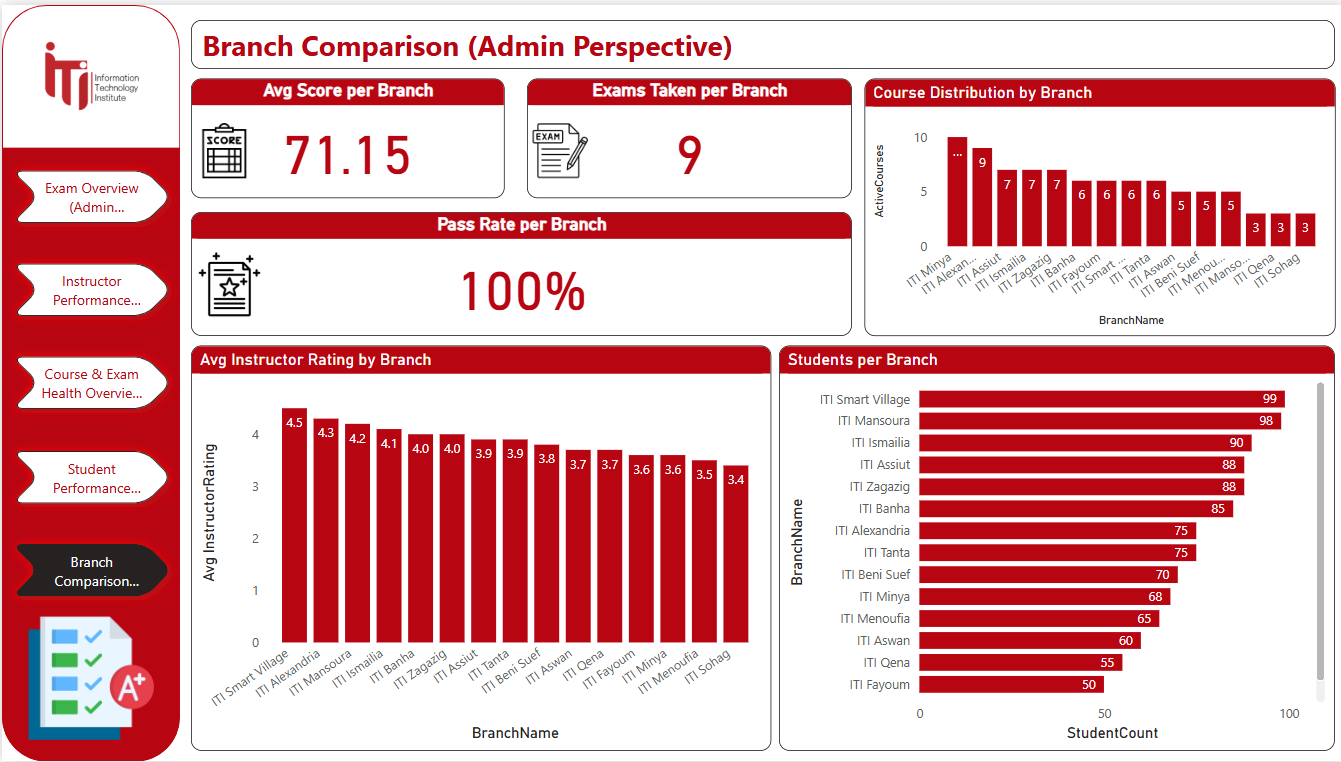 iTi
Information
Technology
Institute
Exam Overview
(Admin...
Instructor
Performance...
Course & Exam
Health Overvie...
Student
Performance...
Branch
Comparison...
A+
Branch Comparison (Admin Perspective)
Avg Score per Branch
SCORE
71.15
Exams Taken per Branch
EXAM
9
Pass Rate per Branch
100%
Course Distribution by Branch
ActiveCourses
10
5
0
...
9
7
7
7
6
6
6
6
5
5
5
3
3
3
ITI Minya
ITI Alexan...
ITI Assiut
ITI Ismailia
ITI Zagazig
ITI Banha
ITI Fayoum
ITI Smart ...
ITI Tanta
ITI Aswan
ITI Beni Suef
ITI Menou...
ITI Manso...
ITI Qena
ITI Sohag
BranchName
Avg Instructor Rating by Branch
Avg InstructorRating
4
3
2
1
0
4.5
4.3
4.2
4.1
4.0
4.0
3.9
3.9
3.8
3.7
3.7
3.6
3.6
3.5
3.4
ITI Smart Village
ITI Alexandria
ITI Mansoura
ITI Ismailia
ITI Banha
ITI Zagazig
ITI Assiut
ITI Tanta
ITI Beni Suef
ITI Aswan
ITI Qena
ITI Fayoum
ITI Minya
ITI Menoufia
ITI Sohag
BranchName
Students per Branch
BranchName
ITI Smart Village 99
ITI Mansoura 98
ITI Ismailia 90
ITI Assiut 88
ITI Zagazig 88
ITI Banha 85
ITI Alexandria 75
ITI Tanta 75
ITI Beni Suef 70
ITI Minya 68
ITI Menoufia 65
ITI Aswan 60
ITI Qena 55
ITI Fayoum 50
0 50 100
StudentCount